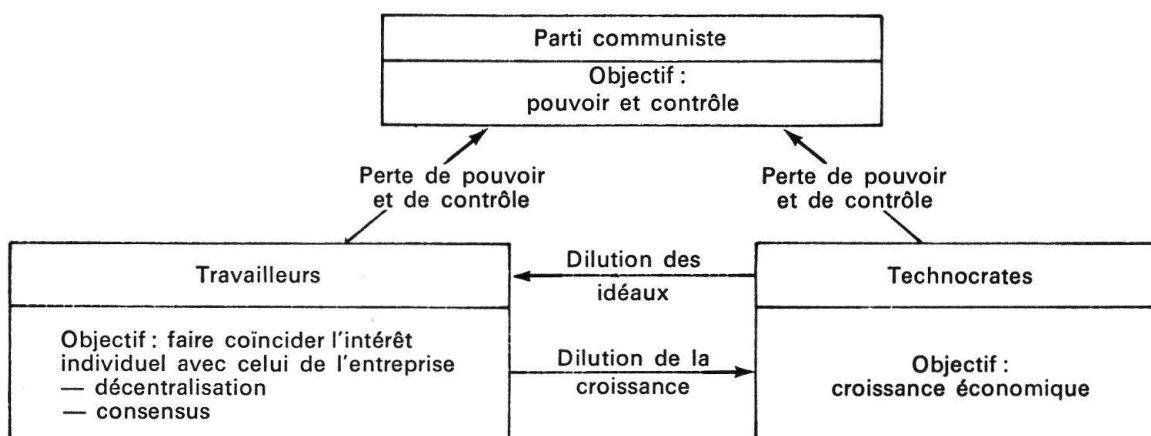 Parti communiste
Objectif :
pouvoir et contrôle
Perte de pouvoir
et de contrôle
Perte de pouvoir
et de contrôle
Travailleurs
Objectif : faire coïncider l'intérêt
individuel avec celui de l'entreprise
— décentralisation
— consensus
Dilution des
idéaux
Dilution de la
croissance
Technocrates
Objectif :
croissance économique